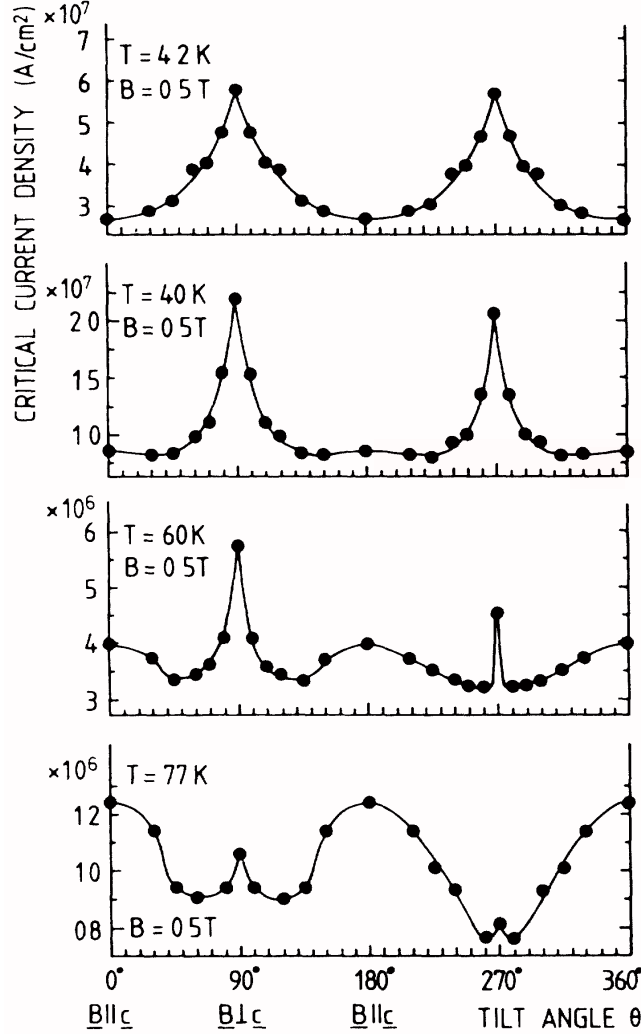 CRITICAL CURRENT DENSITY (A/cm²)
×10⁷
7
6
5
4
3
T = 4 2 K
B = 0 5 T
×10⁷
2 0
1 5
1 0
T = 40 K
B = 0 5 T
×10⁶
6
5
4
3
T = 60 K
B = 0 5 T
×10⁶
1 2
1 0
0 8
T = 77 K
B = 0 5 T
0° 90° 180° 270° 360°
B||c B⊥c B||c TILT ANGLE θ